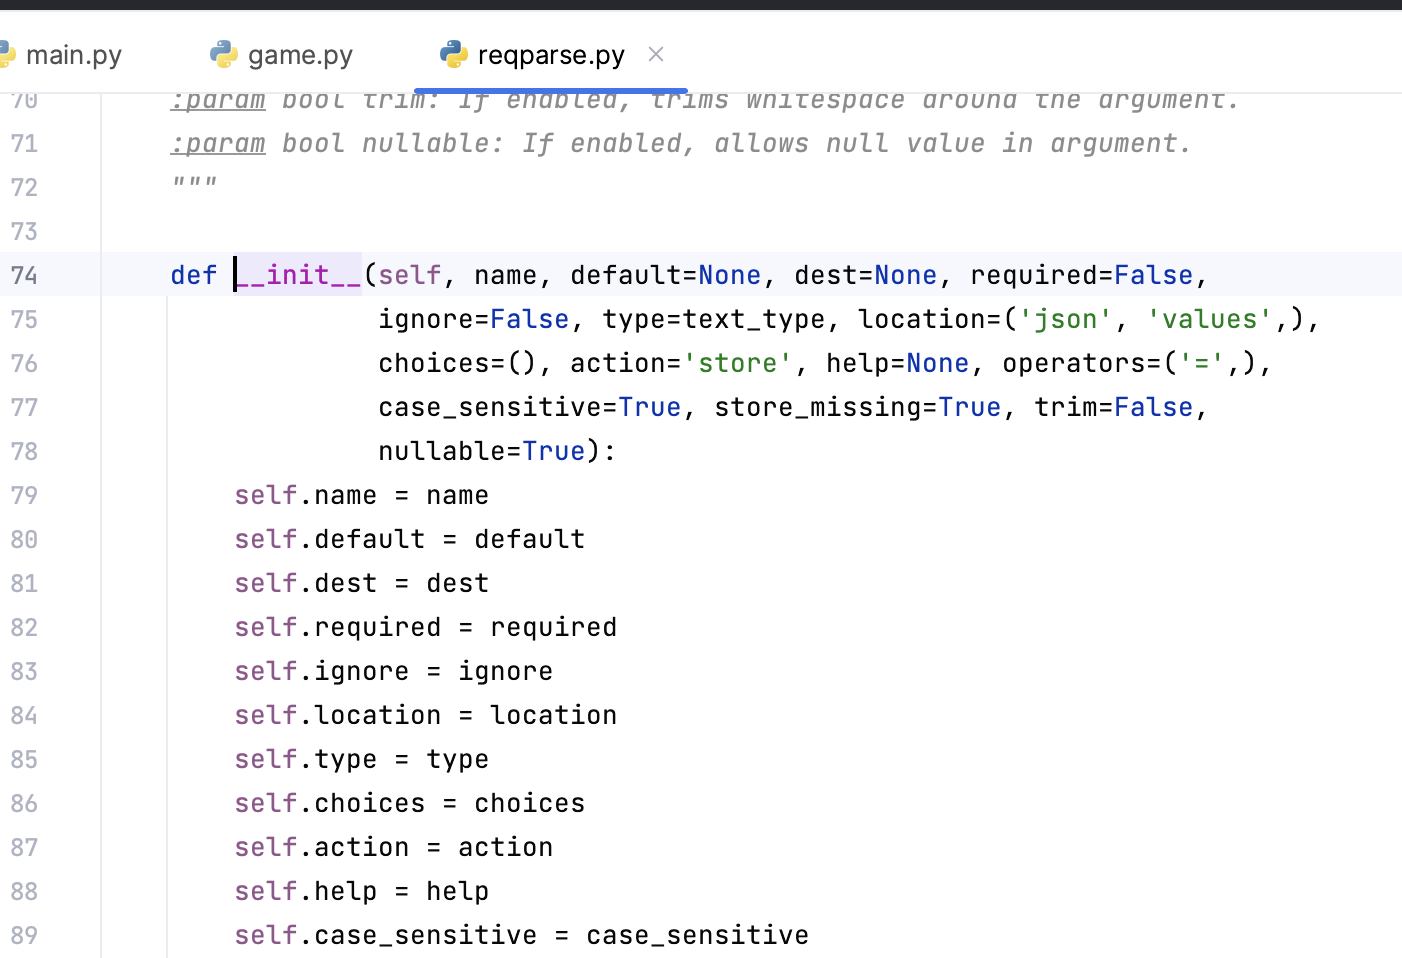 main.py game.py reqparse.py ×
70 :param bool trim: If enabled, trims whitespace around the argument.
71 :param bool nullable: If enabled, allows null value in argument.
72 """
73
74 def __init__(self, name, default=None, dest=None, required=False,
75 ignore=False, type=text_type, location=('json', 'values',),
76 choices=(), action='store', help=None, operators=('=',),
77 case_sensitive=True, store_missing=True, trim=False,
78 nullable=True):
79 self.name = name
80 self.default = default
81 self.dest = dest
82 self.required = required
83 self.ignore = ignore
84 self.location = location
85 self.type = type
86 self.choices = choices
87 self.action = action
88 self.help = help
89 self.case_sensitive = case_sensitive